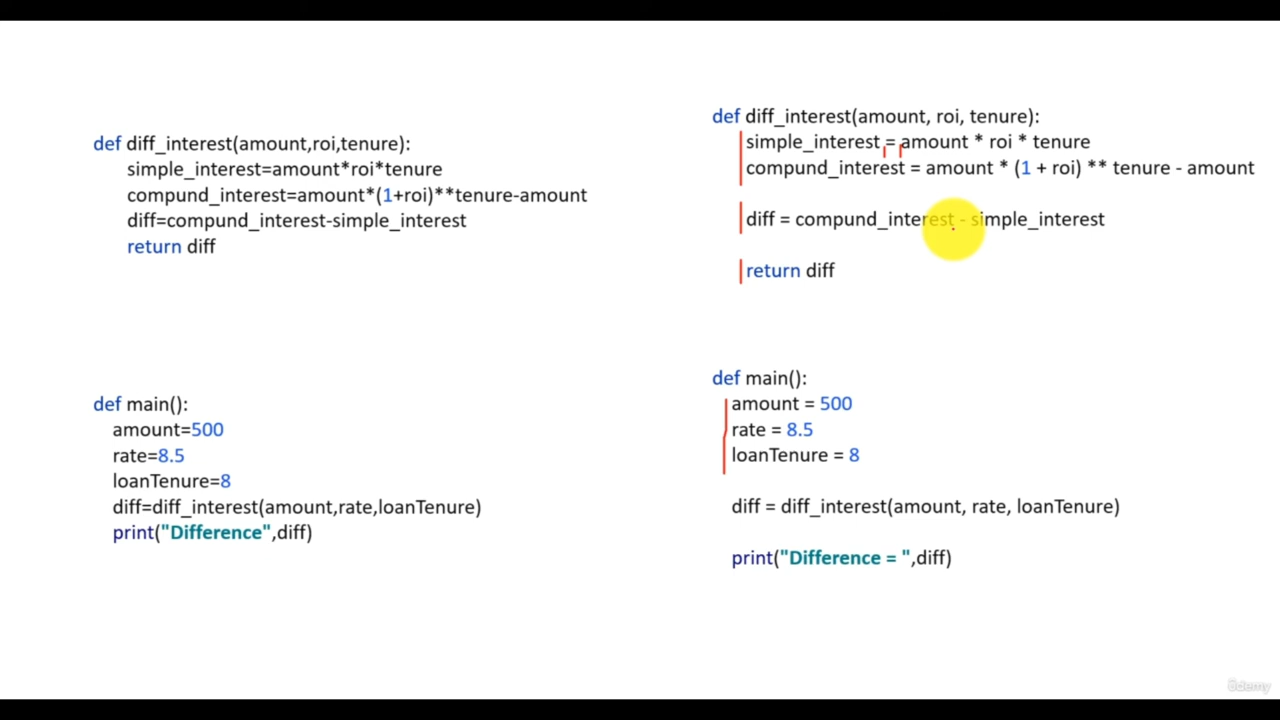 def diff_interest(amount,roi,tenure):
simple_interest=amount*roi*tenure
compund_interest=amount*(1+roi)**tenure-amount
diff=compund_interest-simple_interest
return diff
def main():
amount=500
rate=8.5
loanTenure=8
diff=diff_interest(amount,rate,loanTenure)
print("Difference",diff)
def diff_interest(amount, roi, tenure):
simple_interest = amount * roi * tenure
compund_interest = amount * (1 + roi) ** tenure - amount
diff = compund_interest - simple_interest
return diff
def main():
amount = 500
rate = 8.5
loanTenure = 8
diff = diff_interest(amount, rate, loanTenure)
print("Difference = ",diff)
ûdemy